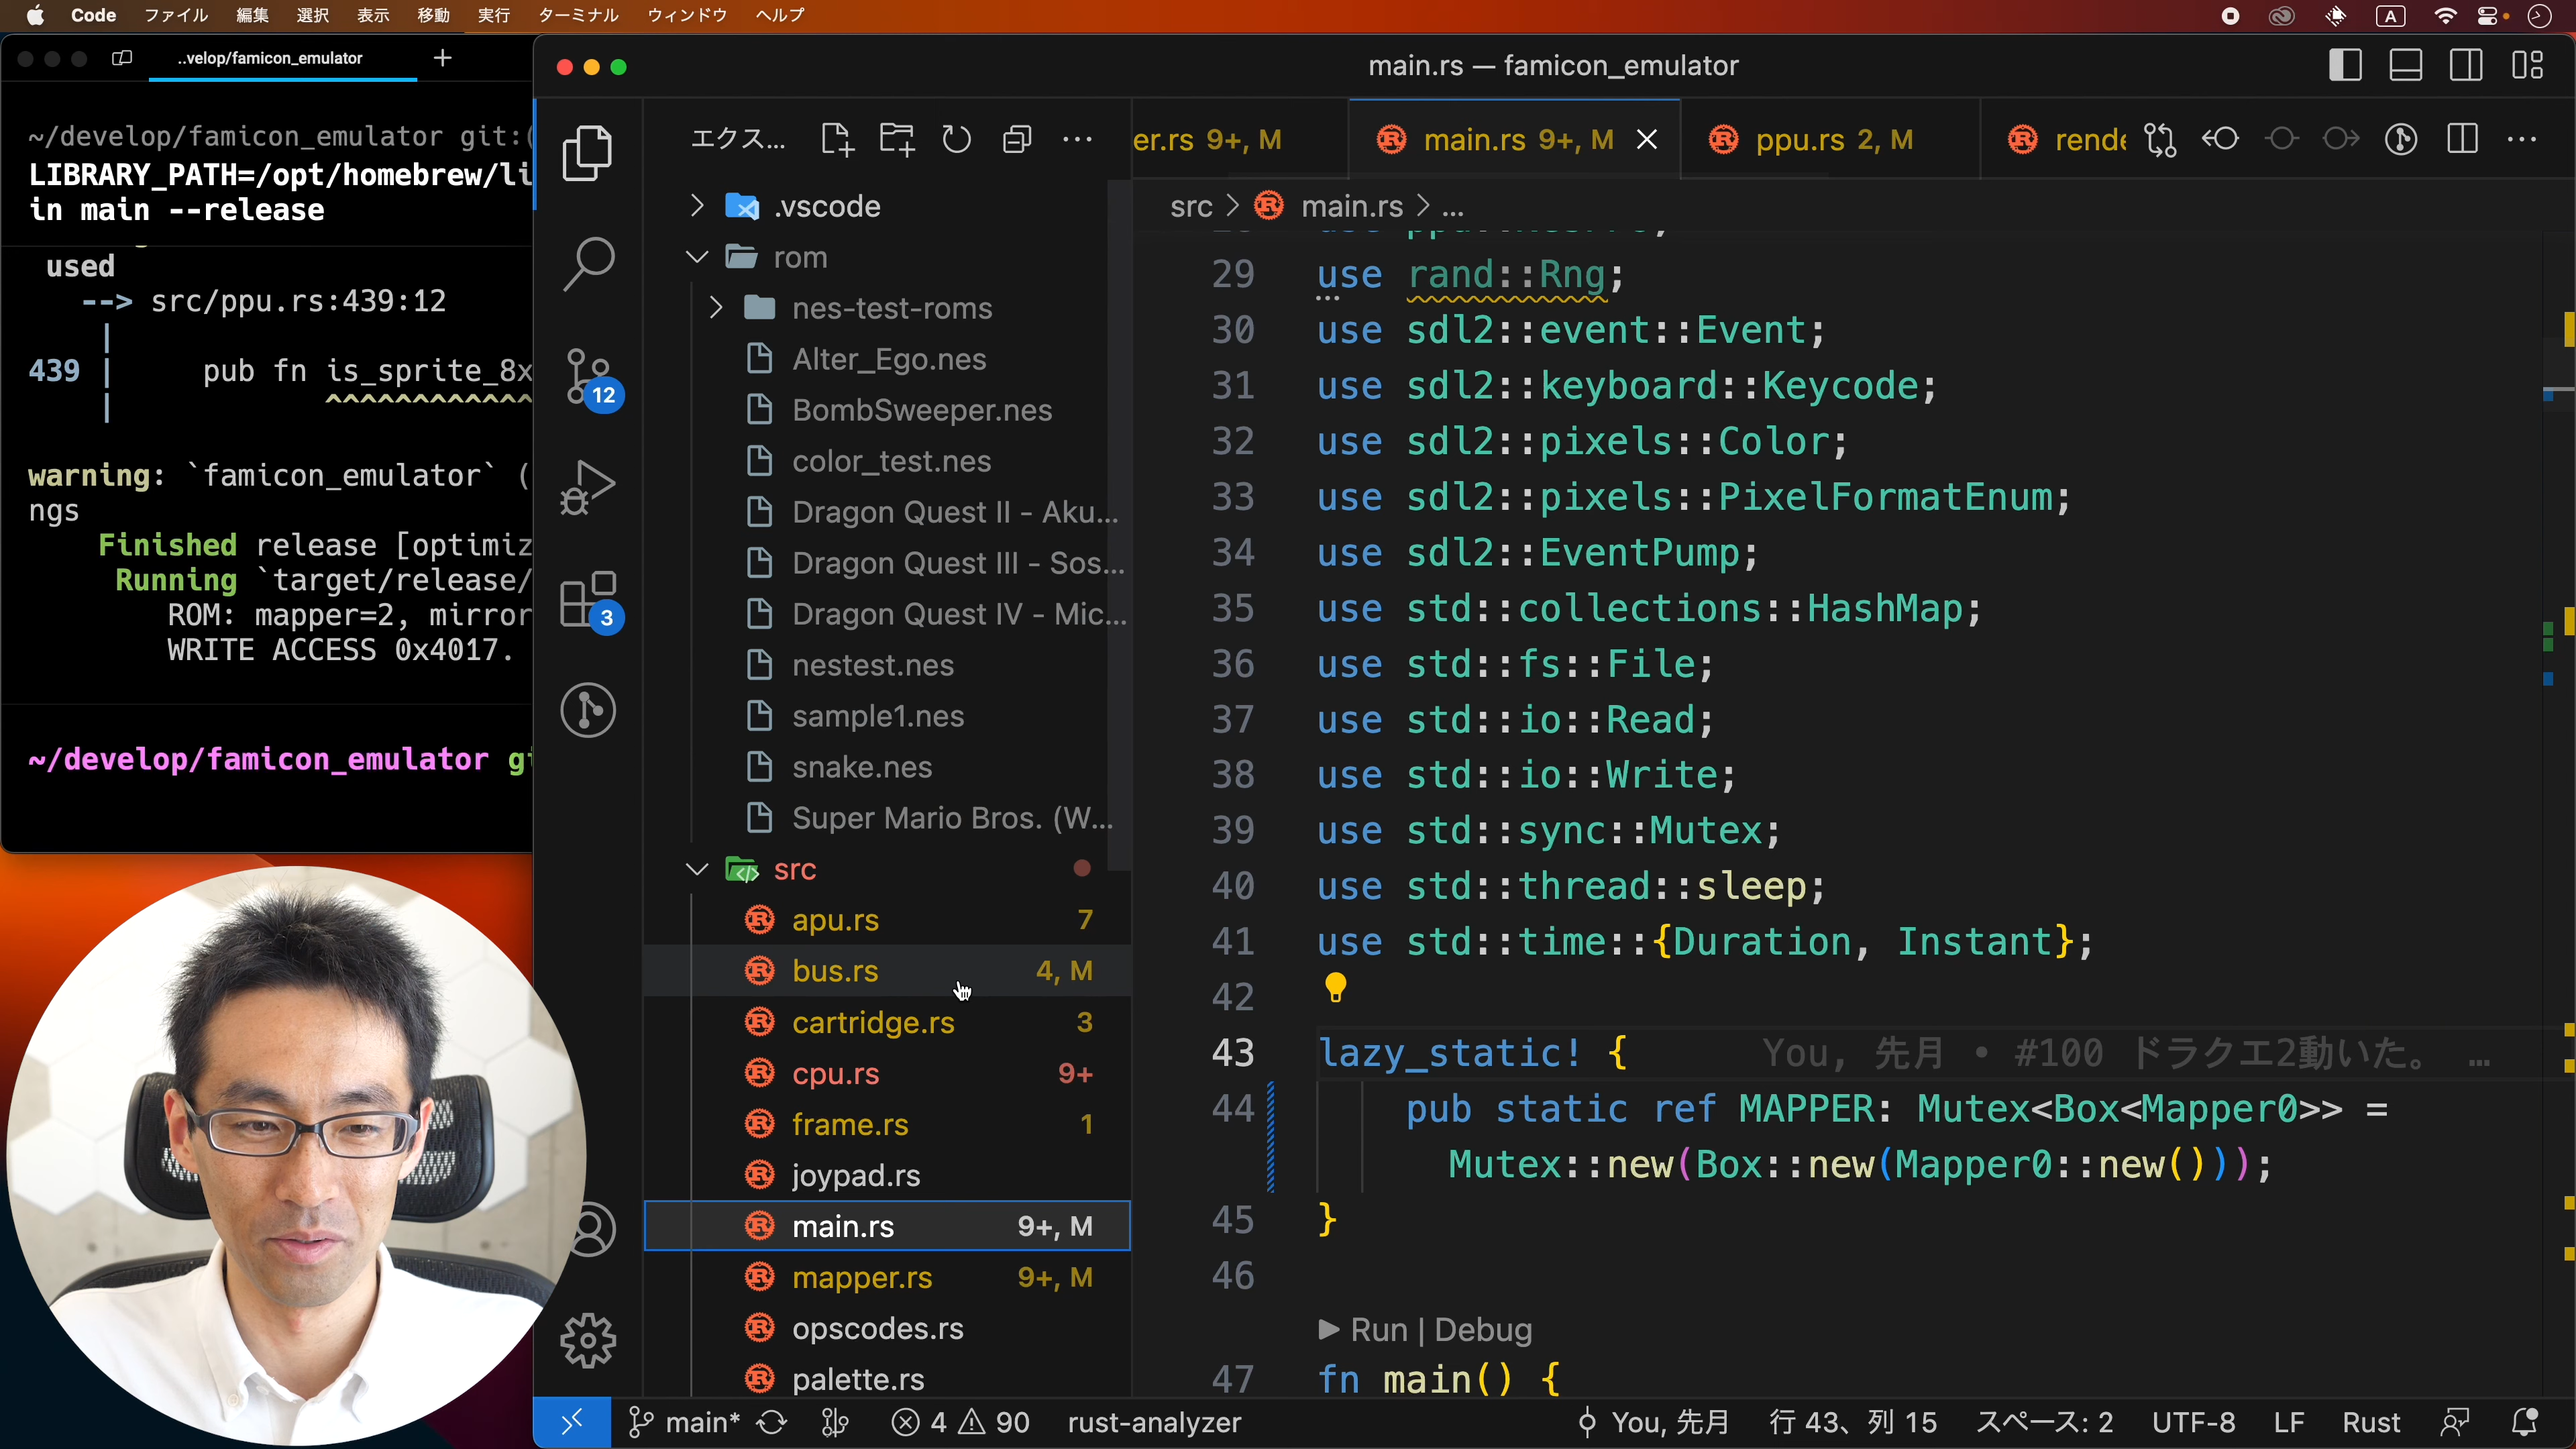 Code ファイル 編集 選択 表示 移動 実行 ターミナル ウィンドウ ヘルプ
A
..velop/famicon_emulator
~/develop/famicon_emulator git:(
LIBRARY_PATH=/opt/homebrew/li
in main --release
used
--> src/ppu.rs:439:12
|
439 | pub fn is_sprite_8x
| ^^^^^^^^^^^^
warning: `famicon_emulator` (
ngs
Finished release [optimiz
Running `target/release/
ROM: mapper=2, mirror
WRITE ACCESS 0x4017.
~/develop/famicon_emulator gi
main.rs — famicon_emulator
エクス...
12
3
.vscode
rom
nes-test-roms
Alter_Ego.nes
BombSweeper.nes
color_test.nes
Dragon Quest II - Aku...
Dragon Quest III - Sos...
Dragon Quest IV - Mic...
nestest.nes
sample1.nes
snake.nes
Super Mario Bros. (W...
src
apu.rs 7
bus.rs 4, M
cartridge.rs 3
cpu.rs 9+
frame.rs 1
joypad.rs
main.rs 9+, M
mapper.rs 9+, M
opscodes.rs
palette.rs
er.rs 9+, M
main.rs 9+, M
ppu.rs 2, M
rende
src > main.rs > ...
29 use rand::Rng;
30 use sdl2::event::Event;
31 use sdl2::keyboard::Keycode;
32 use sdl2::pixels::Color;
33 use sdl2::pixels::PixelFormatEnum;
34 use sdl2::EventPump;
35 use std::collections::HashMap;
36 use std::fs::File;
37 use std::io::Read;
38 use std::io::Write;
39 use std::sync::Mutex;
40 use std::thread::sleep;
41 use std::time::{Duration, Instant};
42
43 lazy_static! { You, 先月 • #100 ドラクエ2動いた。 …
44 pub static ref MAPPER: Mutex<Box<Mapper0>> =
Mutex::new(Box::new(Mapper0::new()));
45 }
46
Run | Debug
47 fn main() {
main* 4 90 rust-analyzer
You, 先月 行 43、列 15 スペース: 2 UTF-8 LF Rust